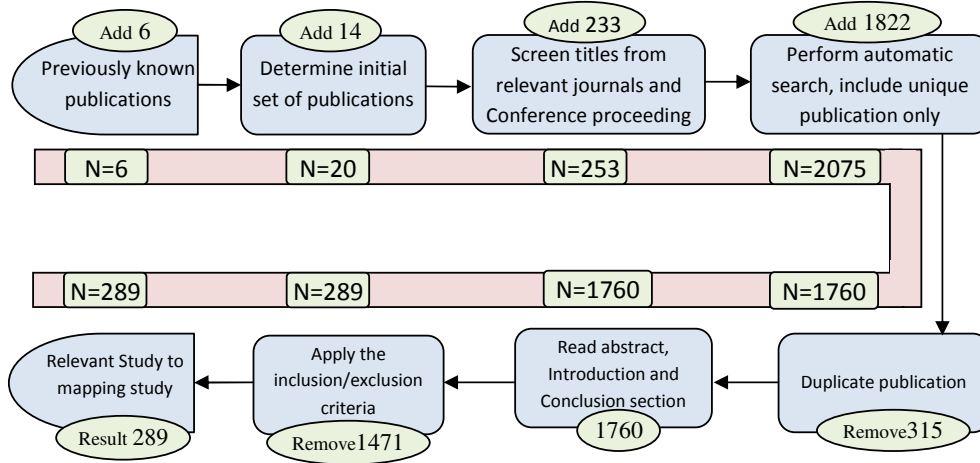 Add 6
Previously known
publications
Add 14
Determine initial
set of publications
Add 233
Screen titles from
relevant journals and
Conference proceeding
Add 1822
Perform automatic
search, include unique
publication only
N=6
N=20
N=253
N=2075
N=289
N=289
N=1760
N=1760
Relevant Study to
mapping study
Result 289
Apply the
inclusion/exclusion
criteria
Remove1471
Read abstract,
Introduction and
Conclusion section
1760
Duplicate publication
Remove315